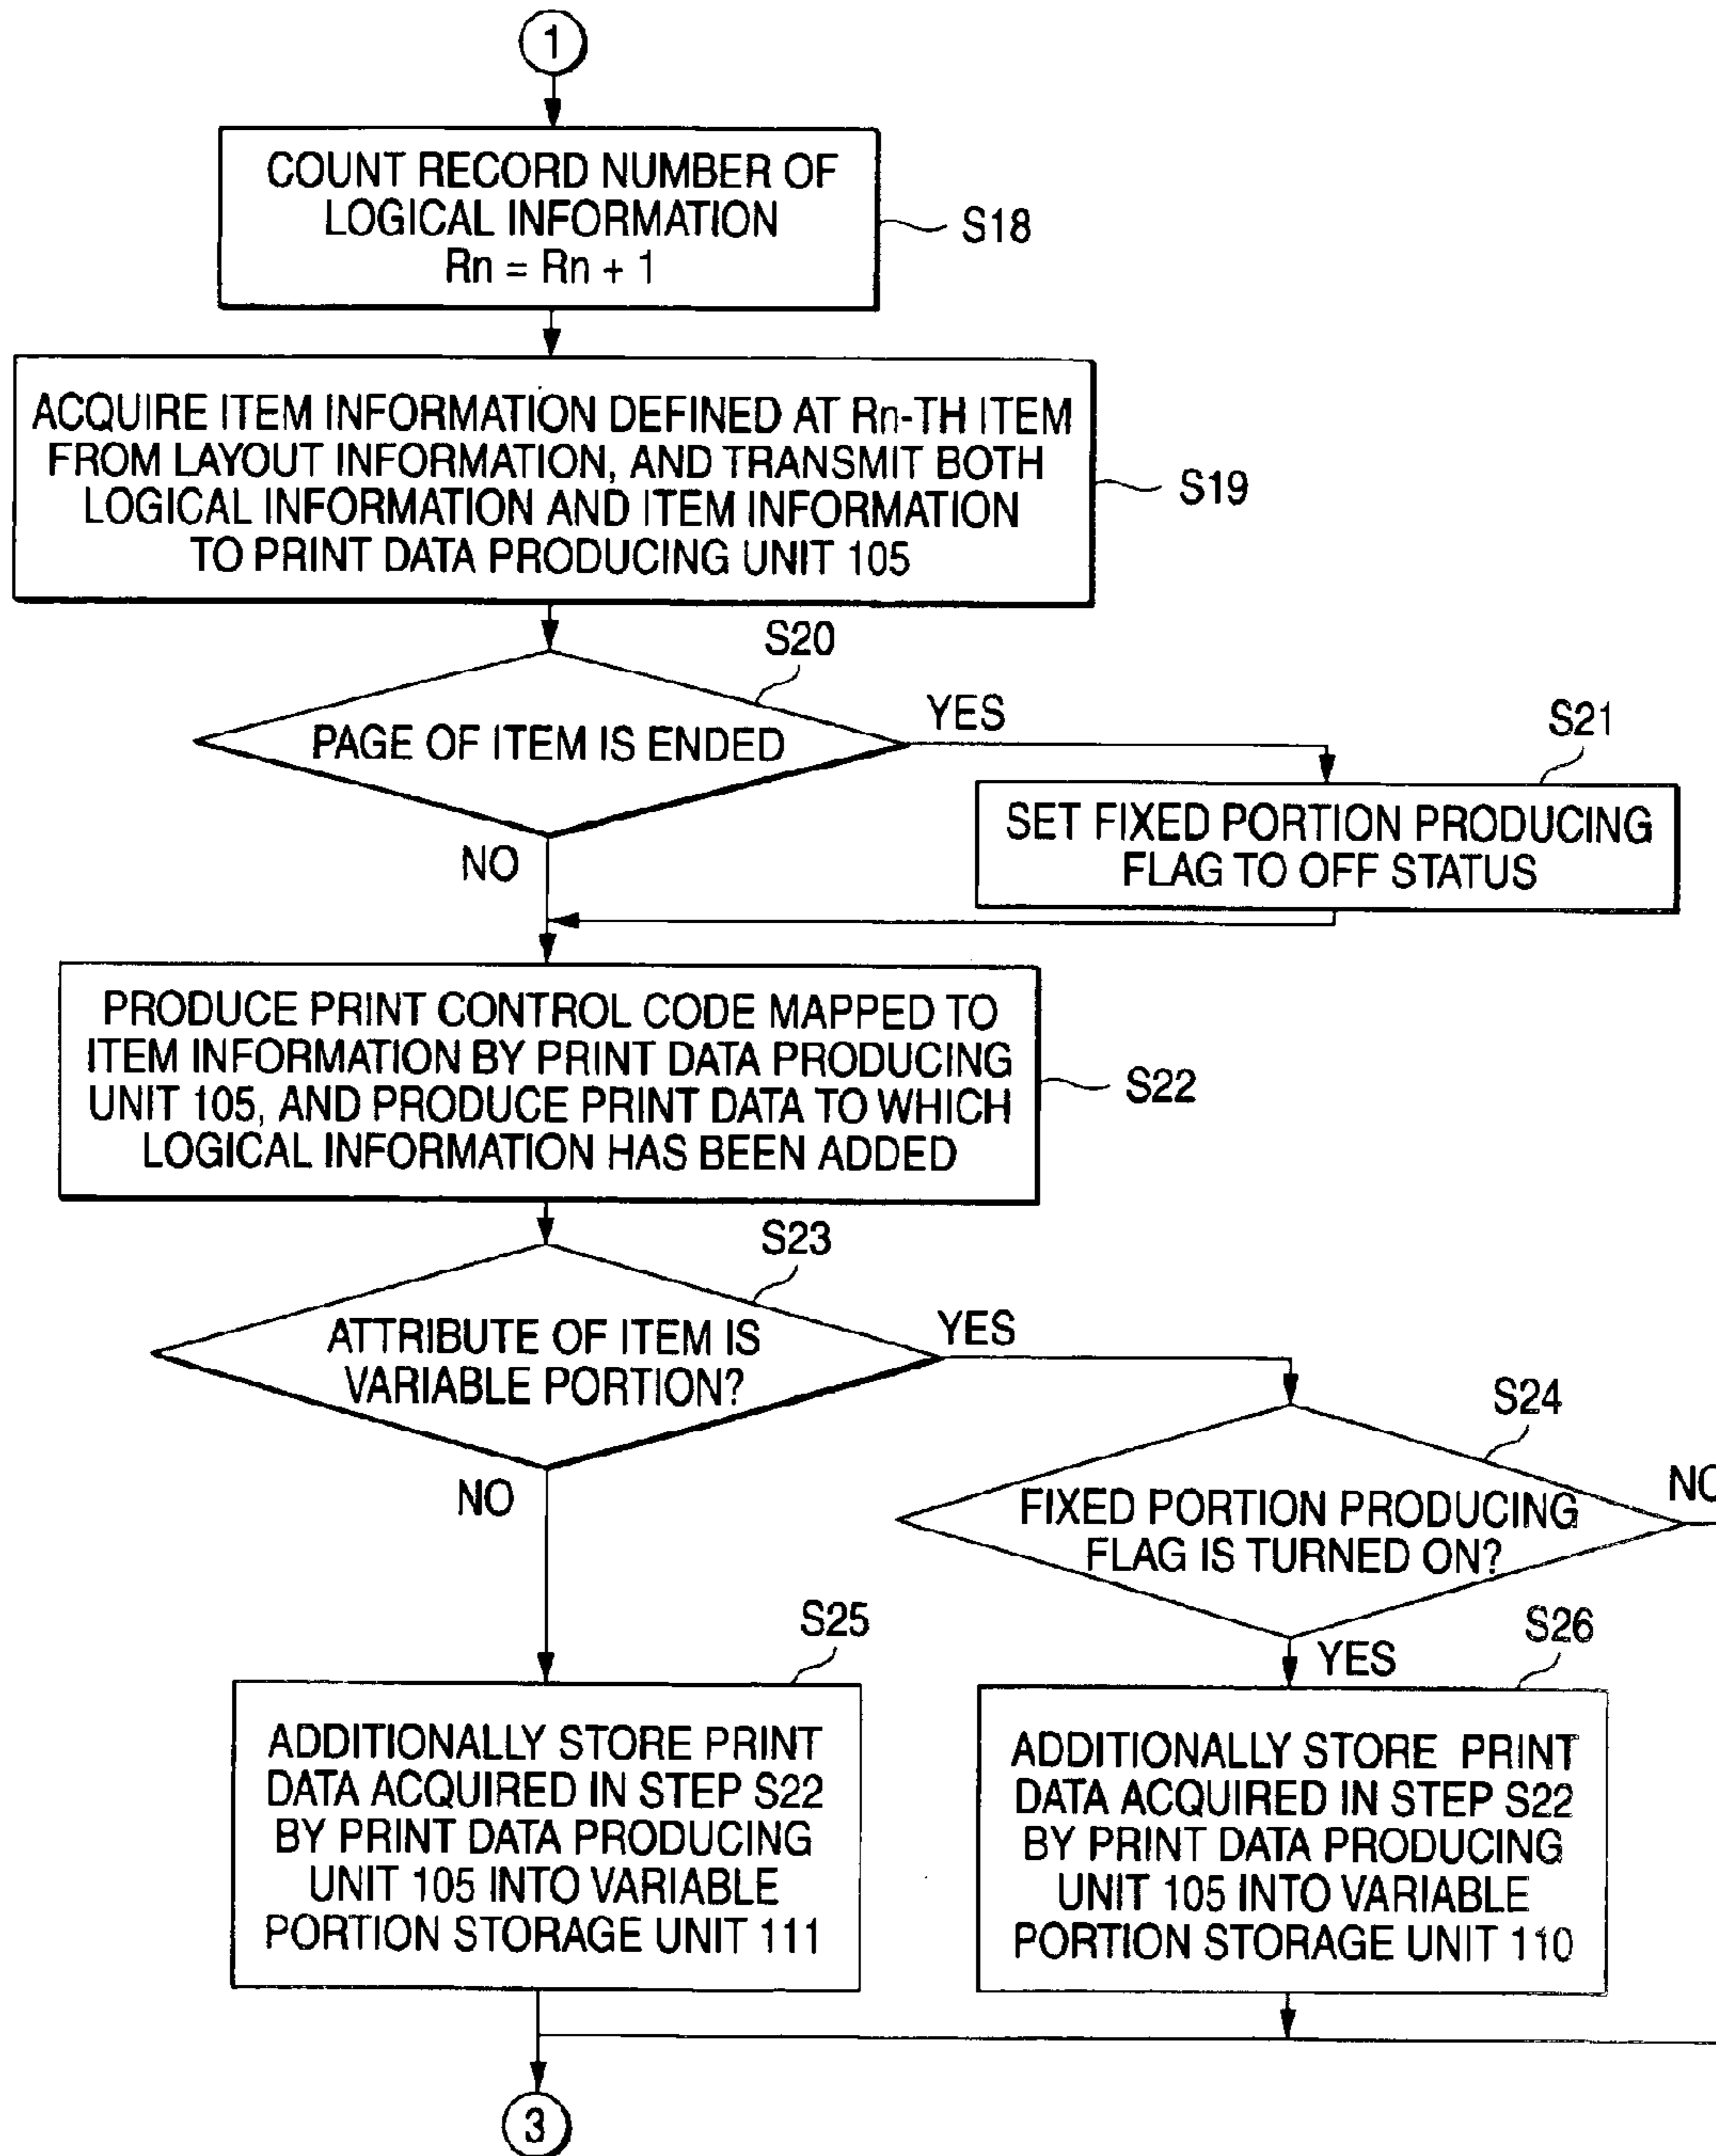 1
COUNT RECORD NUMBER OF
LOGICAL INFORMATION
Rn = Rn + 1
S18
ACQUIRE ITEM INFORMATION DEFINED AT Rn-TH ITEM
FROM LAYOUT INFORMATION, AND TRANSMIT BOTH
LOGICAL INFORMATION AND ITEM INFORMATION
TO PRINT DATA PRODUCING UNIT 105
S19
S20
PAGE OF ITEM IS ENDED
YES
NO
S21
SET FIXED PORTION PRODUCING
FLAG TO OFF STATUS
PRODUCE PRINT CONTROL CODE MAPPED TO
ITEM INFORMATION BY PRINT DATA PRODUCING
UNIT 105, AND PRODUCE PRINT DATA TO WHICH
LOGICAL INFORMATION HAS BEEN ADDED
S22
S23
ATTRIBUTE OF ITEM IS
VARIABLE PORTION?
YES
NO
S24
FIXED PORTION PRODUCING
FLAG IS TURNED ON?
NO
YES
S25
ADDITIONALLY STORE PRINT
DATA ACQUIRED IN STEP S22
BY PRINT DATA PRODUCING
UNIT 105 INTO VARIABLE
PORTION STORAGE UNIT 111
S26
ADDITIONALLY STORE PRINT
DATA ACQUIRED IN STEP S22
BY PRINT DATA PRODUCING
UNIT 105 INTO VARIABLE
PORTION STORAGE UNIT 110
3